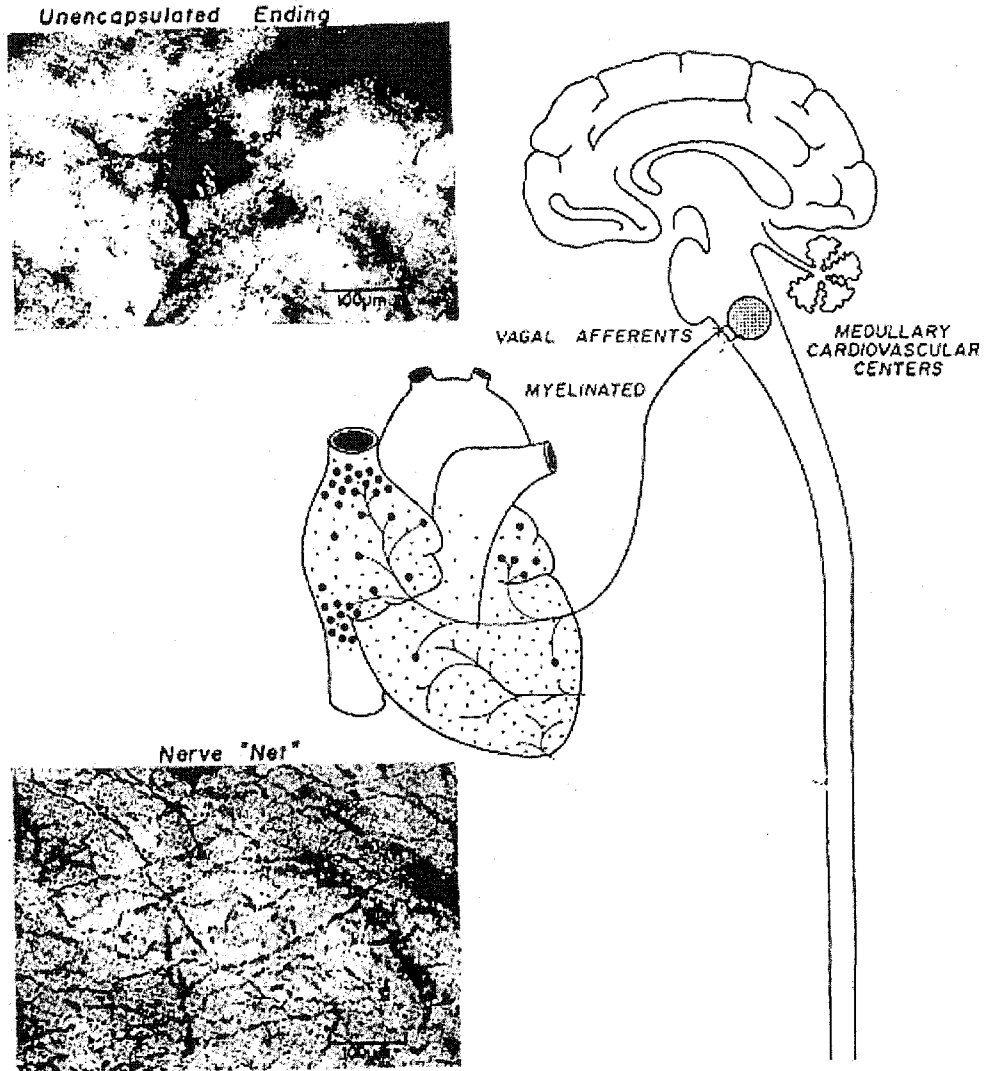 Unencapsulated Ending
100µm
VAGAL AFFERENTS
MEDULLARY
CARDIOVASCULAR
CENTERS
MYELINATED
Nerve "Net"
100µm